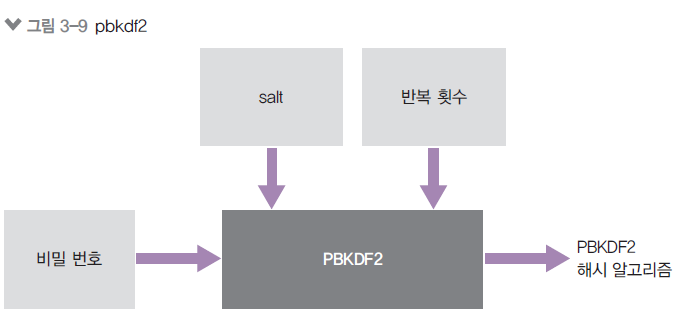 그림 3-9 pbkdf2
salt
반복 횟수
비밀 번호
PBKDF2
PBKDF2
해시 알고리즘